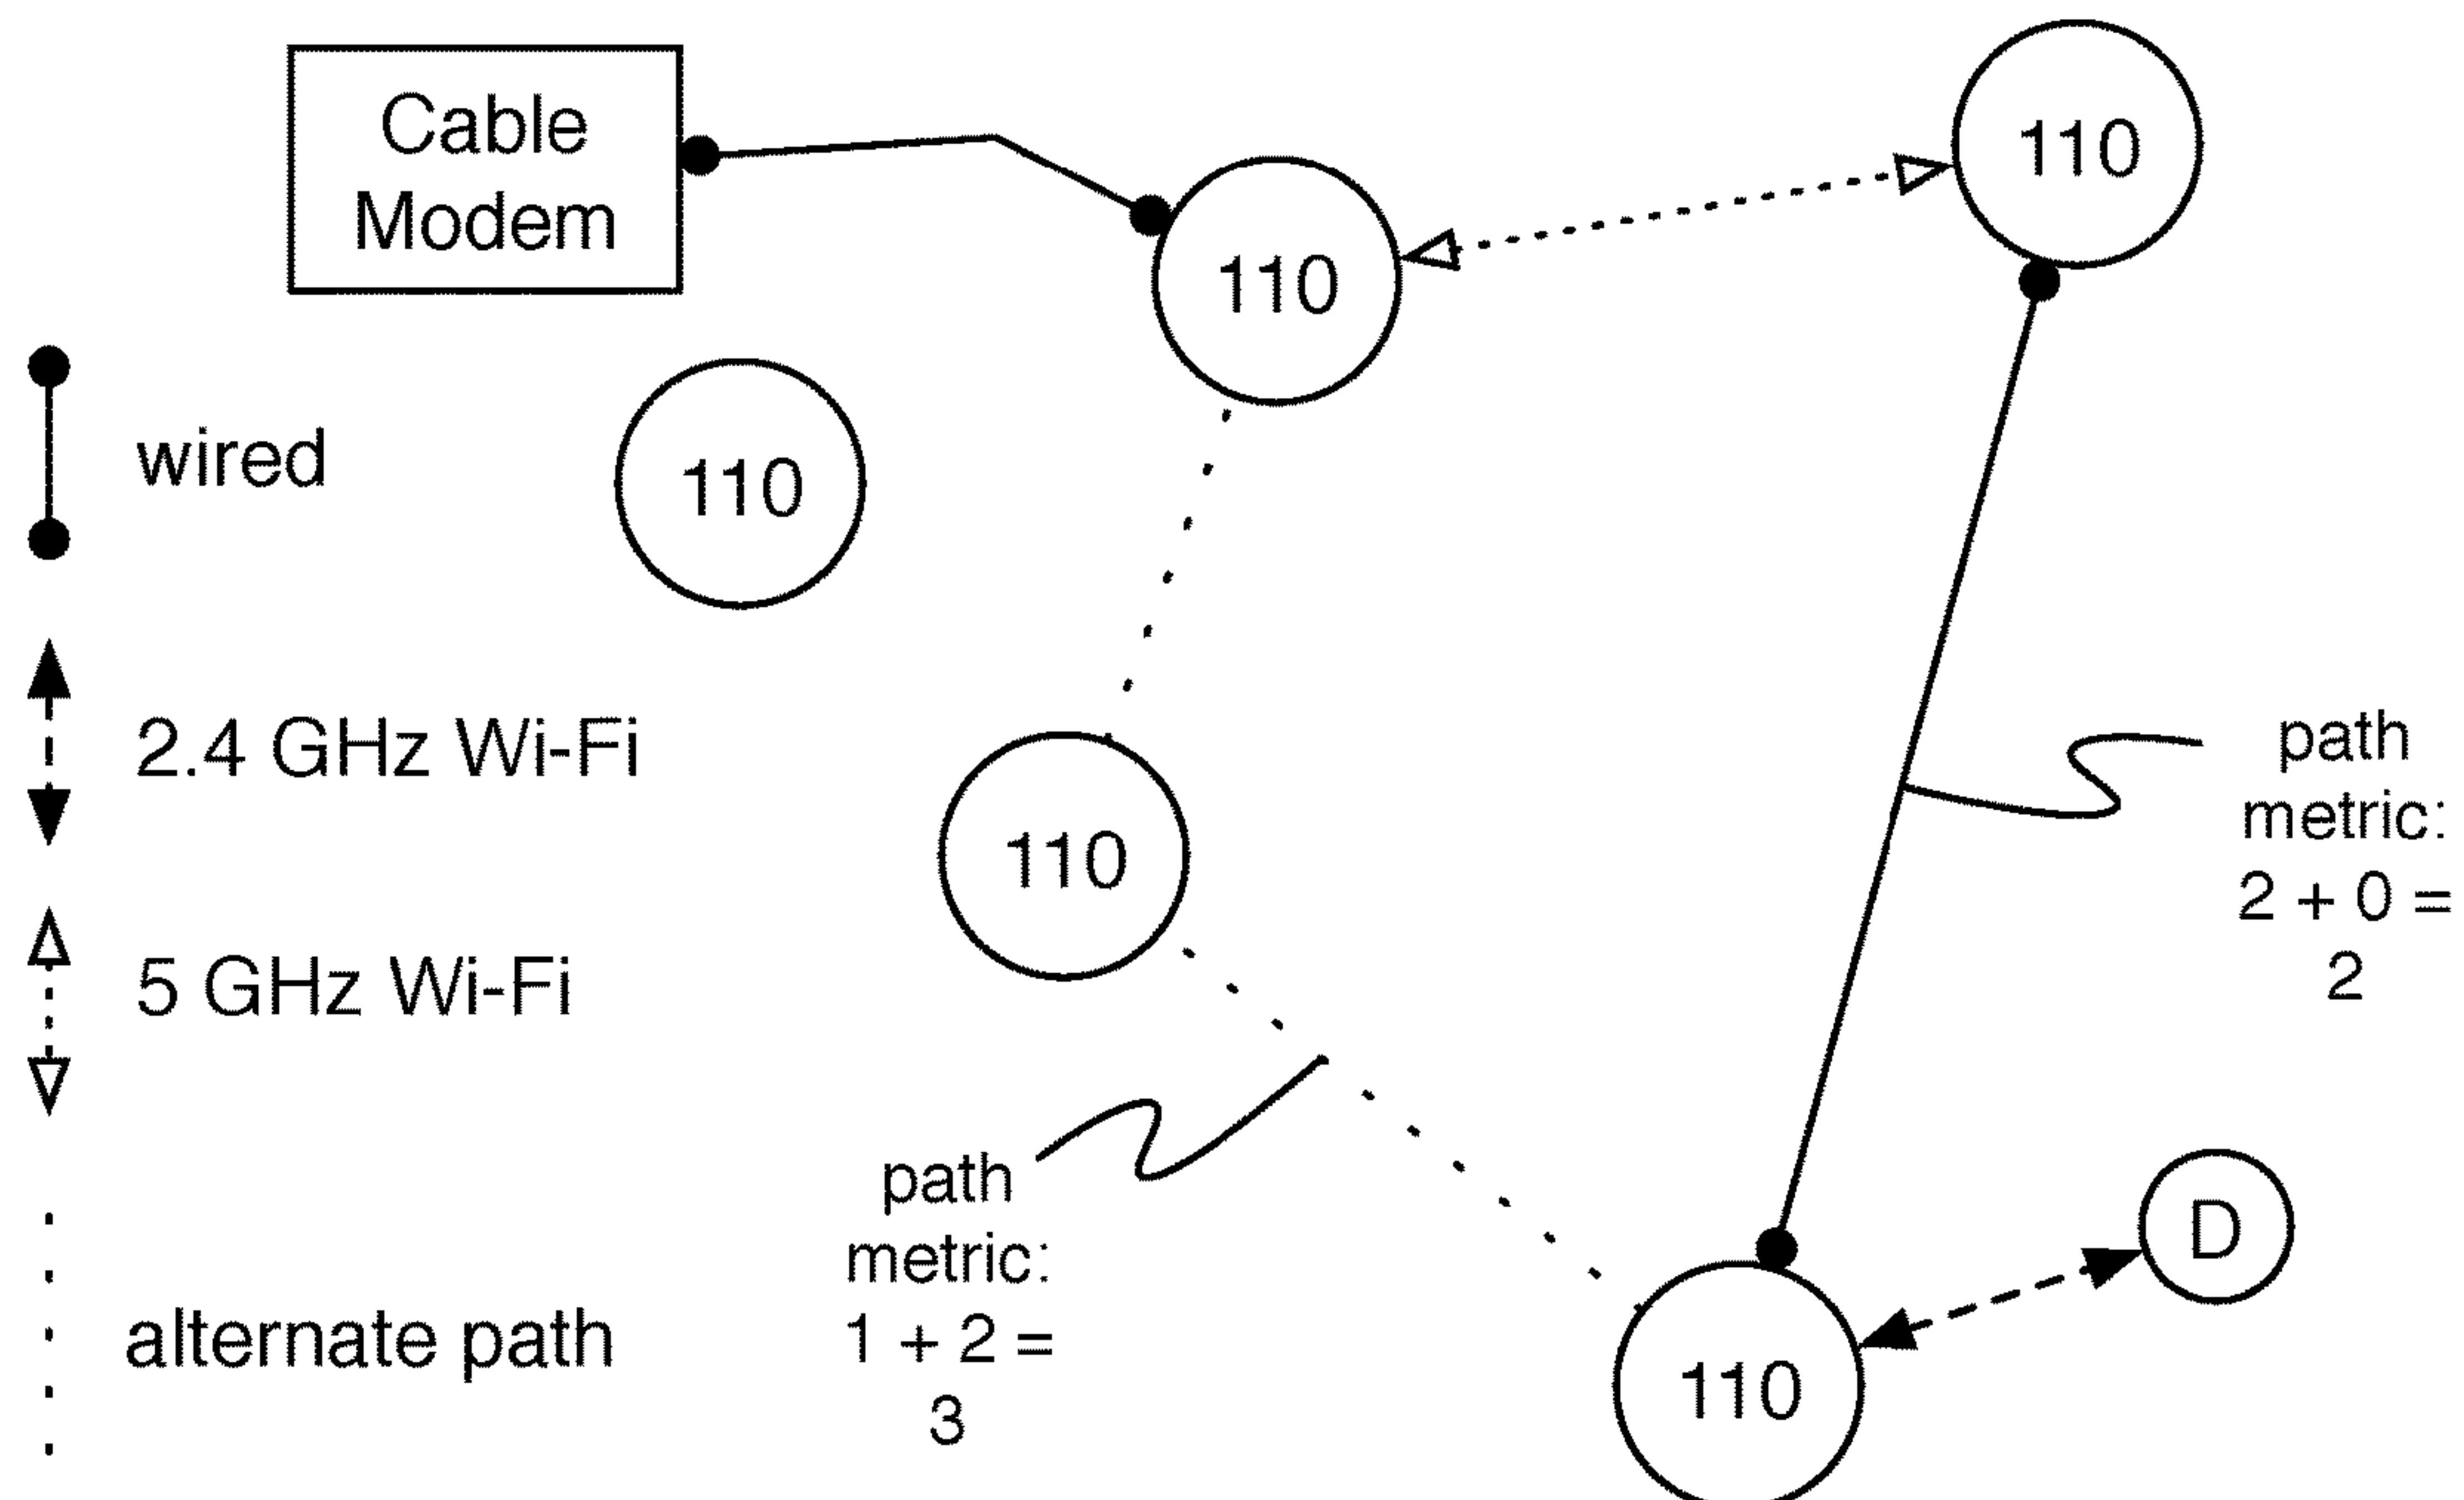 Cable
Modem
110
110
wired
110
2.4 GHz Wi-Fi
path
metric:
2 + 0 =
2
110
5 GHz Wi-Fi
path
metric:
1 + 2 =
3
D
alternate path
110